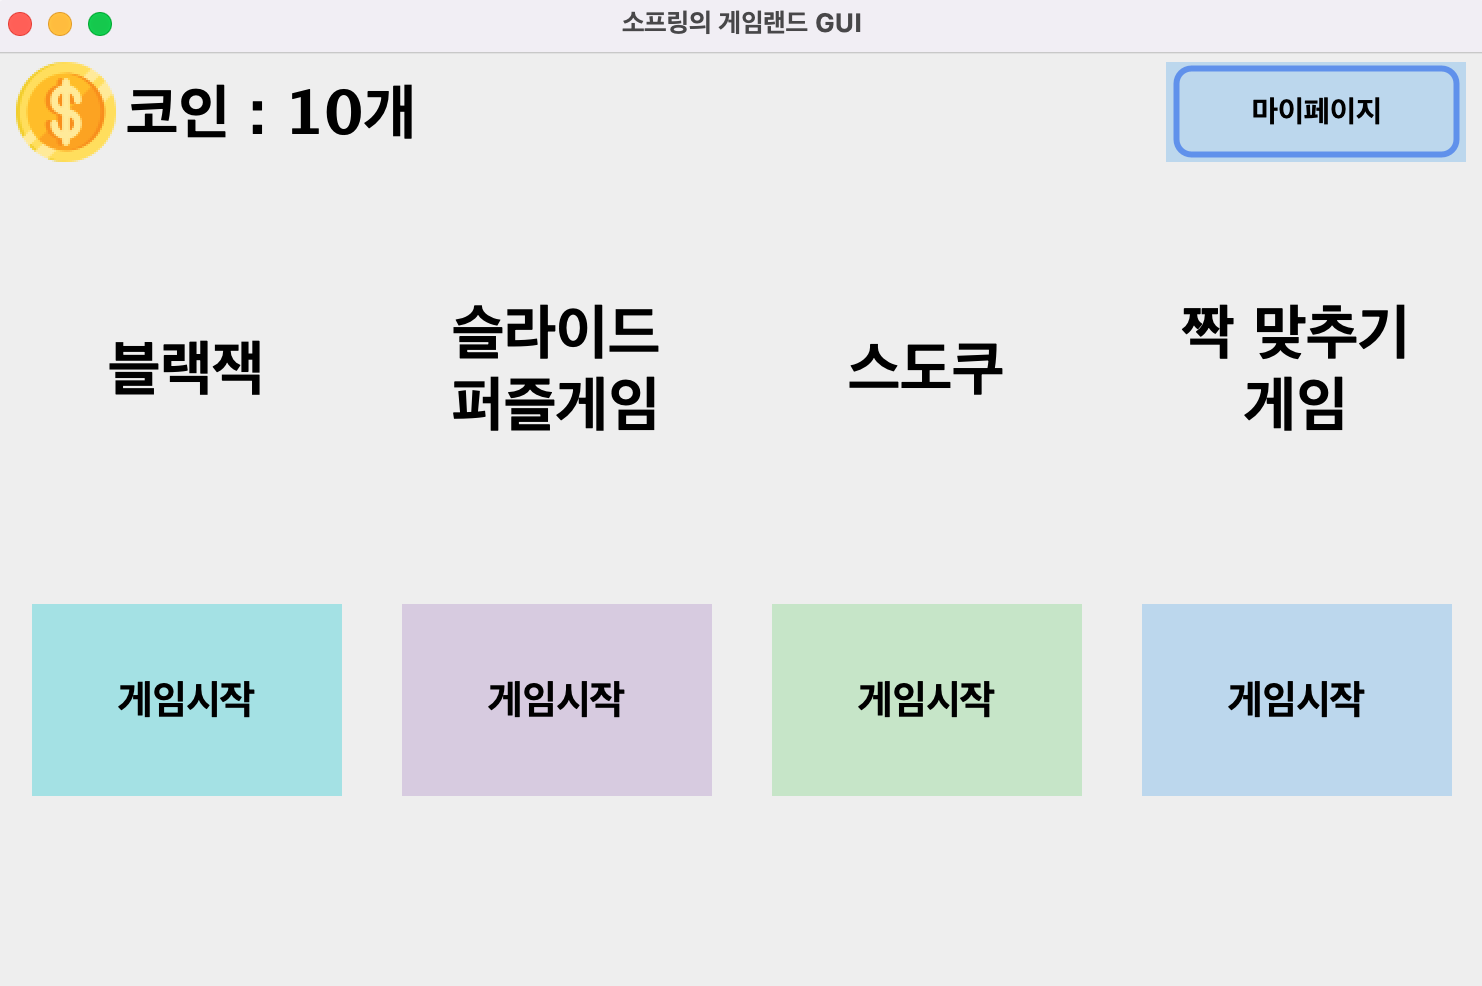 소프링의 게임랜드 GUI
코인 : 10개
마이페이지
블랙잭
슬라이드
퍼즐게임
스도쿠
짝 맞추기
게임
게임시작
게임시작
게임시작
게임시작